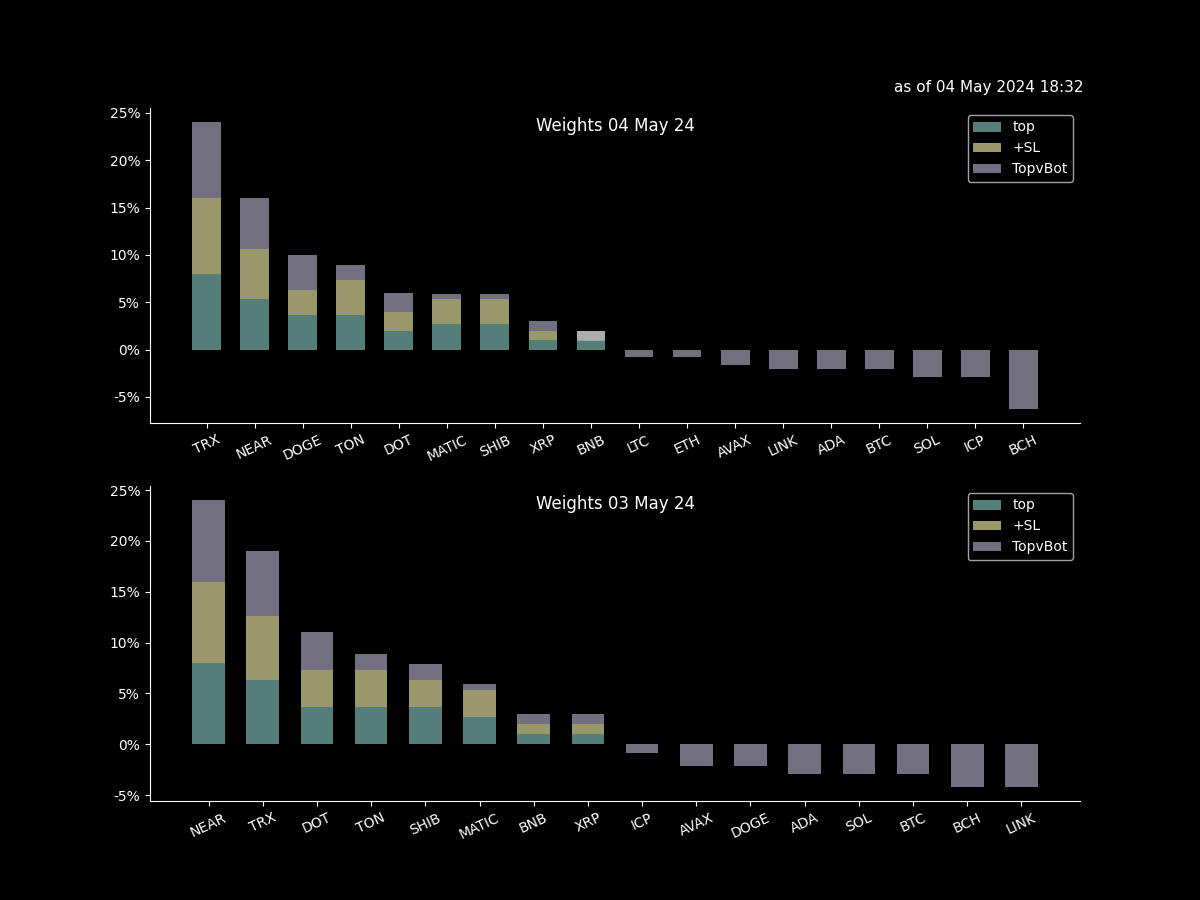 as of 04 May 2024 18:32
Weights 04 May 24
top
+SL
TopvBot
25%
20%
15%
10%
5%
0%
-5%
TRX NEAR DOGE TON DOT MATIC SHIB XRP BNB LTC ETH AVAX LINK ADA BTC SOL ICP BCH
Weights 03 May 24
top
+SL
TopvBot
25%
20%
15%
10%
5%
0%
-5%
NEAR TRX DOT TON SHIB MATIC BNB XRP ICP AVAX DOGE ADA SOL BTC BCH LINK